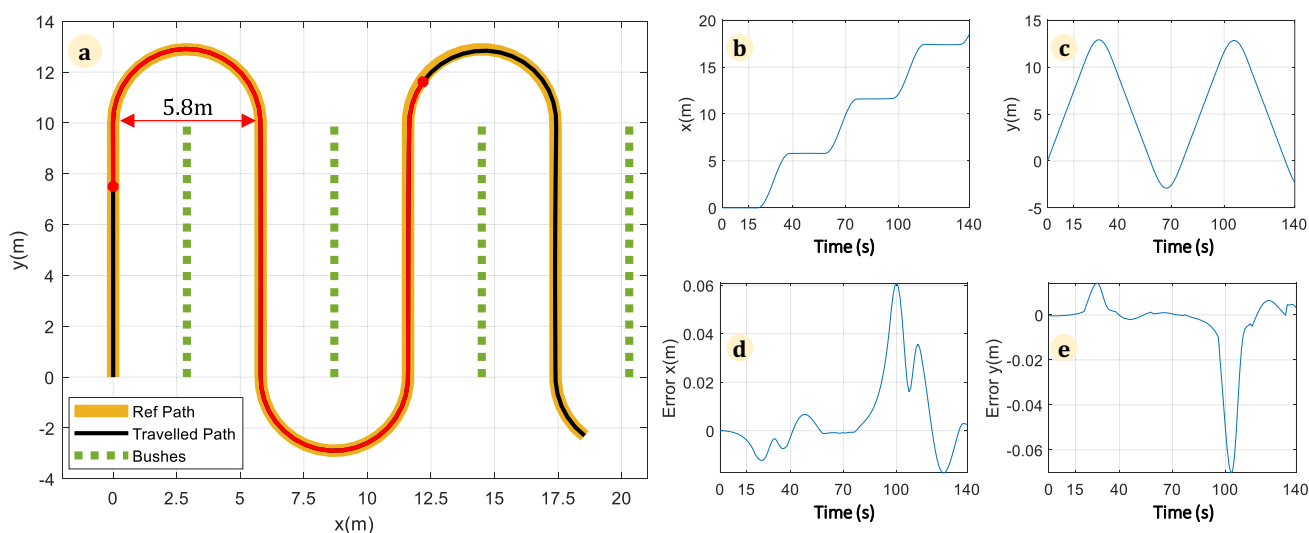 a
14
12
10
8
6
4
2
0
-2
-4
y(m)
5.8m
Ref Path
Travelled Path
Bushes
0 2.5 5 7.5 10 12.5 15 17.5 20
x(m)
b
20
15
10
5
0
x(m)
0 15 40 70 100 140
Time (s)
c
15
10
5
0
-5
y(m)
0 15 40 70 100 140
Time (s)
d
0.06
0.04
0.02
0
Error x(m)
0 15 40 70 100 140
Time (s)
e
0
-0.02
-0.04
-0.06
Error y(m)
0 15 40 70 100 140
Time (s)